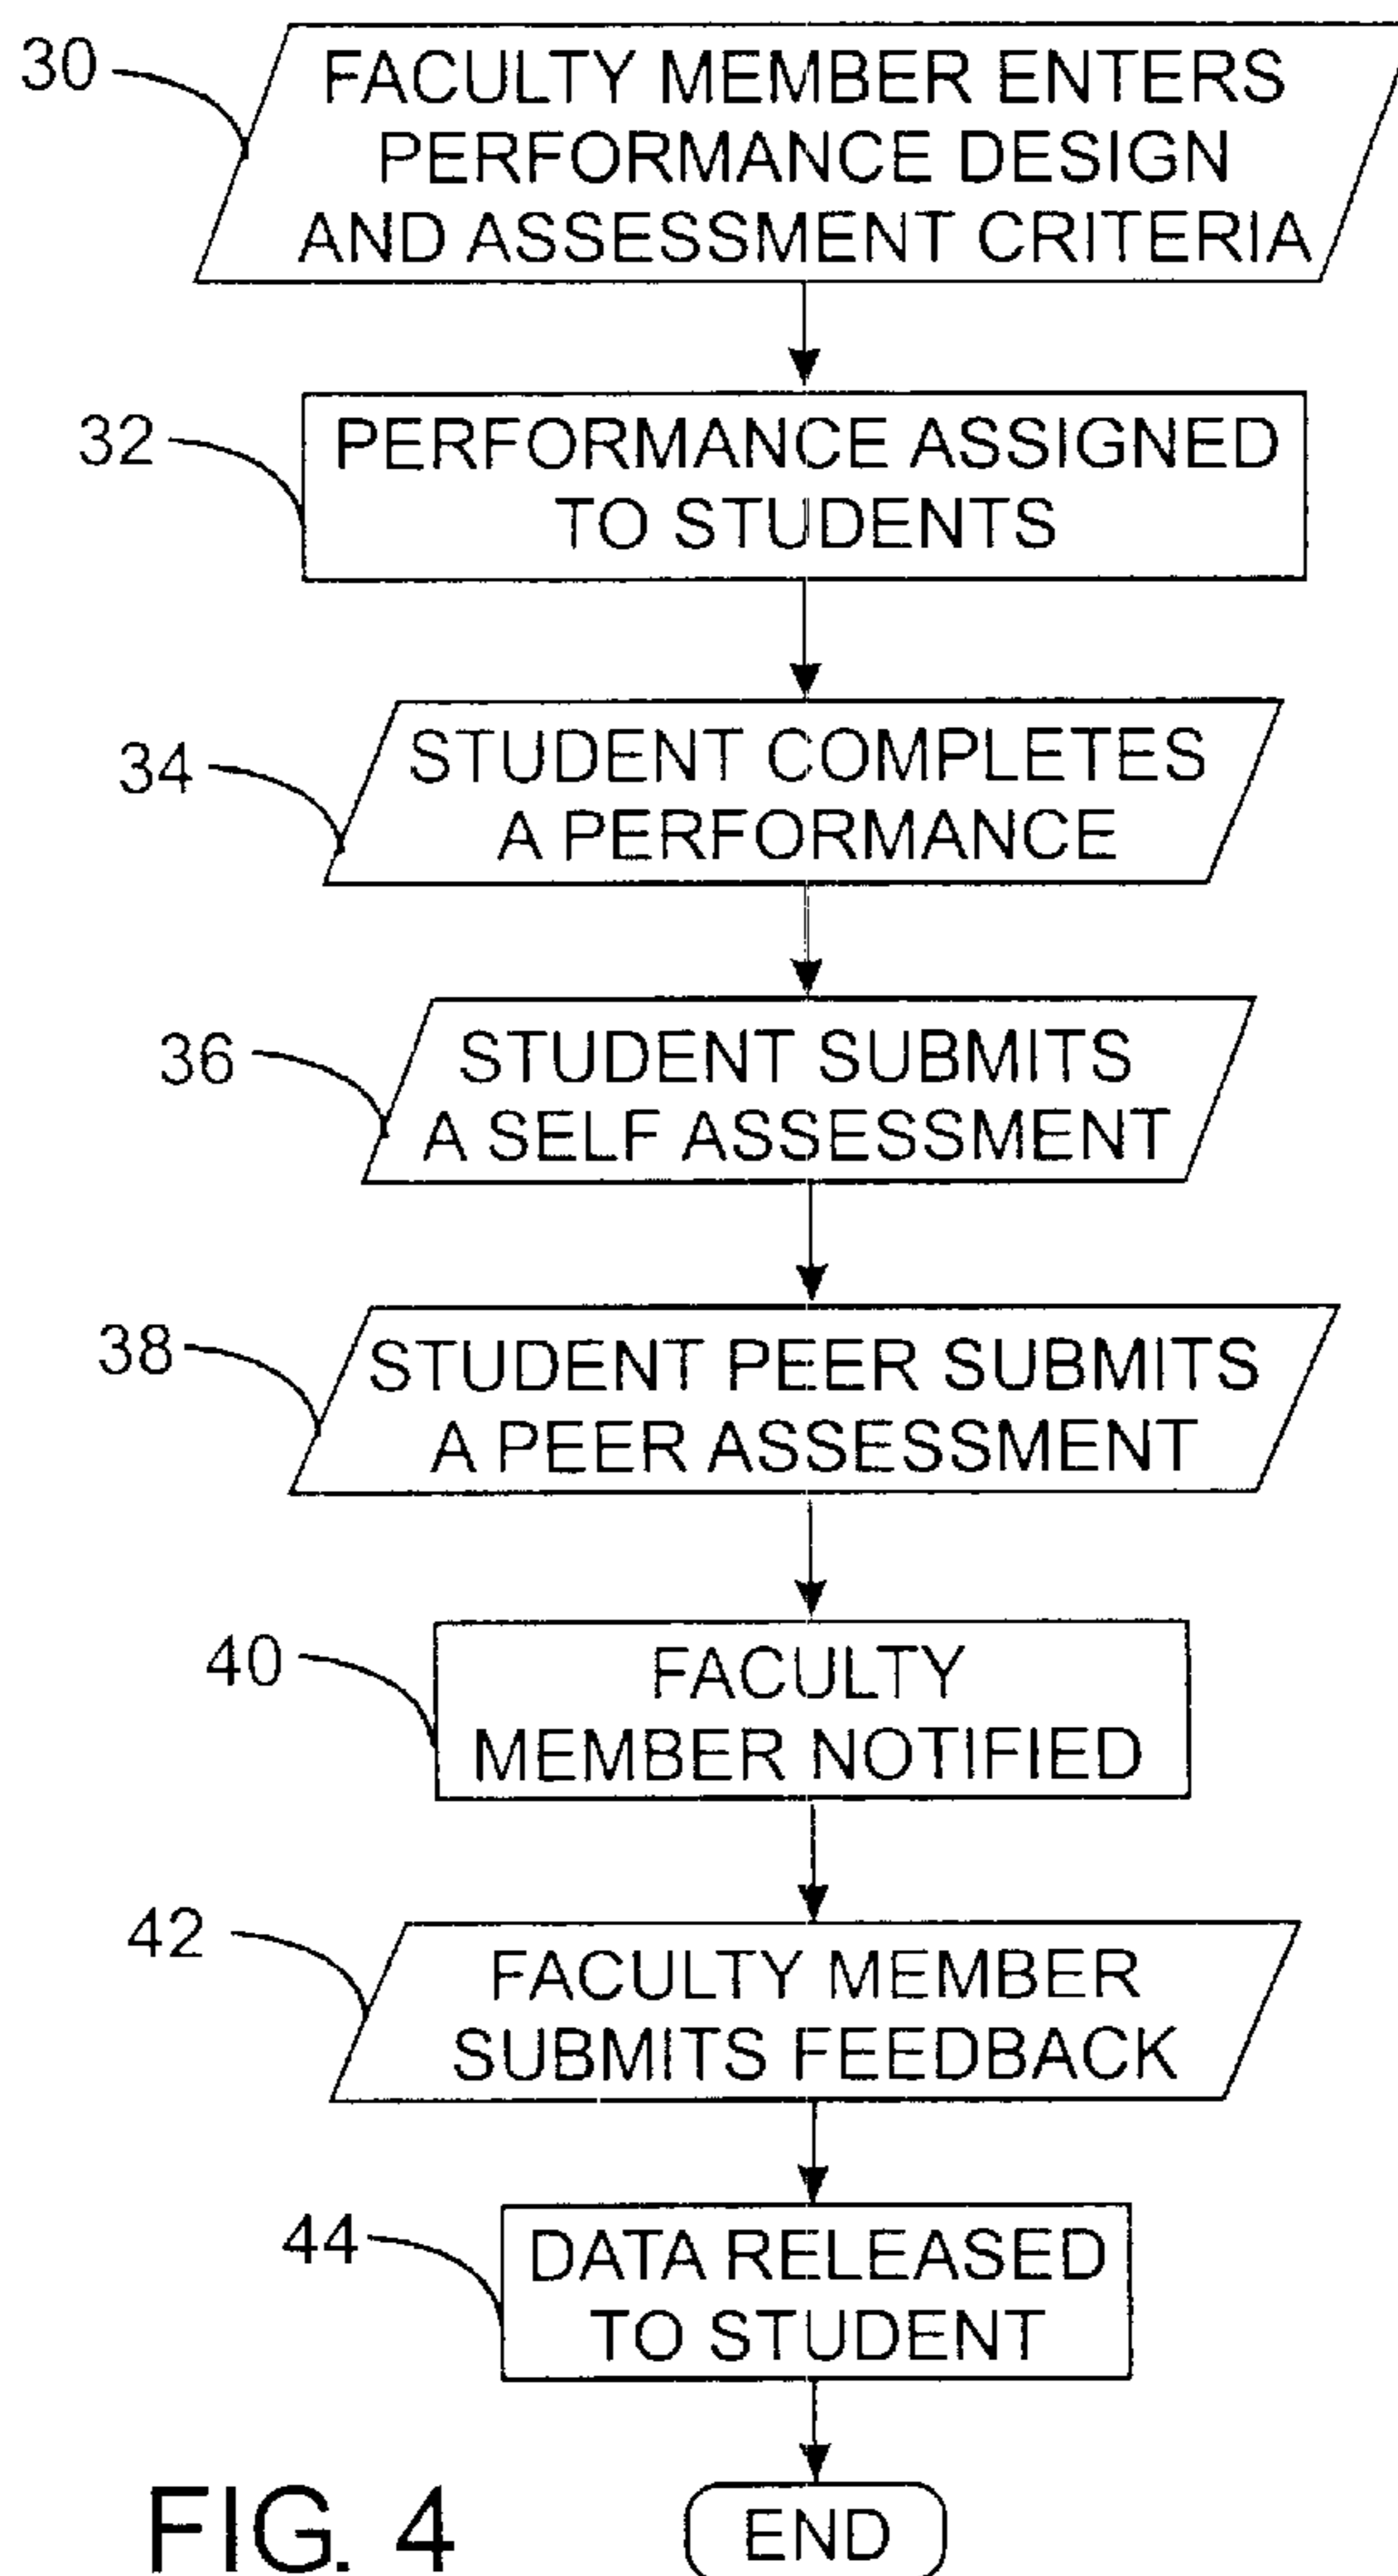 30
FACULTY MEMBER ENTERS
PERFORMANCE DESIGN
AND ASSESSMENT CRITERIA
32
PERFORMANCE ASSIGNED
TO STUDENTS
34
STUDENT COMPLETES
A PERFORMANCE
36
STUDENT SUBMITS
A SELF ASSESSMENT
38
STUDENT PEER SUBMITS
A PEER ASSESSMENT
40
FACULTY
MEMBER NOTIFIED
42
FACULTY MEMBER
SUBMITS FEEDBACK
44
DATA RELEASED
TO STUDENT
END
FIG. 4